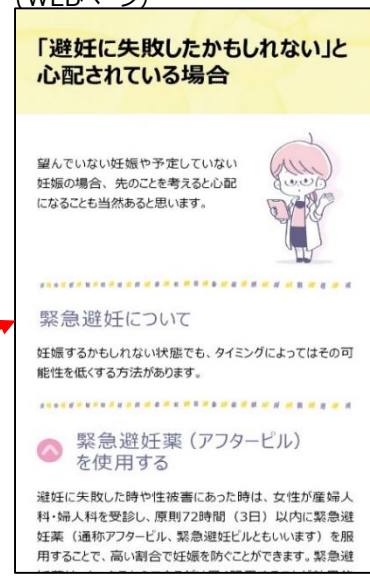 (WEBページ)
「避妊に失敗したかもしれない」と
心配されている場合
望んでいない妊娠や予定していない
妊娠の場合、先のことを考えると心配
になることも当然あると思います。
緊急避妊について
妊娠するかもしれない状態でも、タイミングによってはその可
能性を低くする方法があります。
緊急避妊薬（アフターピル）
を使用する
避妊に失敗した時や性被害にあった時は、女性が産婦人
科・婦人科を受診し、原則72時間（3日）以内に緊急避
妊薬（通称アフターピル、緊急避妊ピルともいいます）を服
用することで、高い割合で妊娠を防ぐことができます。緊急避